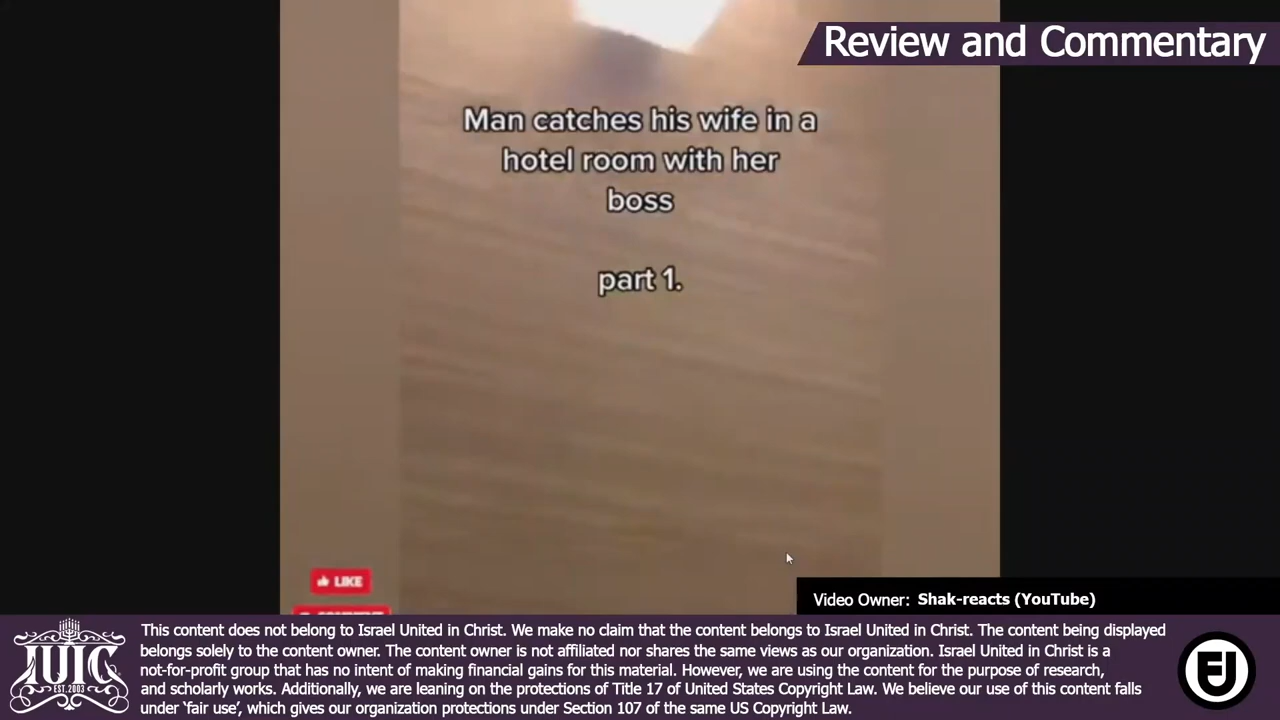 Review and Commentary
Man catches his wife in a
hotel room with her
boss
part 1.
LIKE
Video Owner: Shak-reacts (YouTube)
IUIC
EST.2003
This content does not belong to Israel United in Christ. We make no claim that the content belongs to Israel United in Christ. The content being displayed
belongs solely to the content owner. The content owner is not affiliated nor shares the same views as our organization. Israel United in Christ is a
not-for-profit group that has no intent of making financial gains for this material. However, we are using the content for the purpose of research,
and scholarly works. Additionally, we are leaning on the protections of Title 17 of United States Copyright Law. We believe our use of this content falls
under ‘fair use’, which gives our organization protections under Section 107 of the same US Copyright Law.